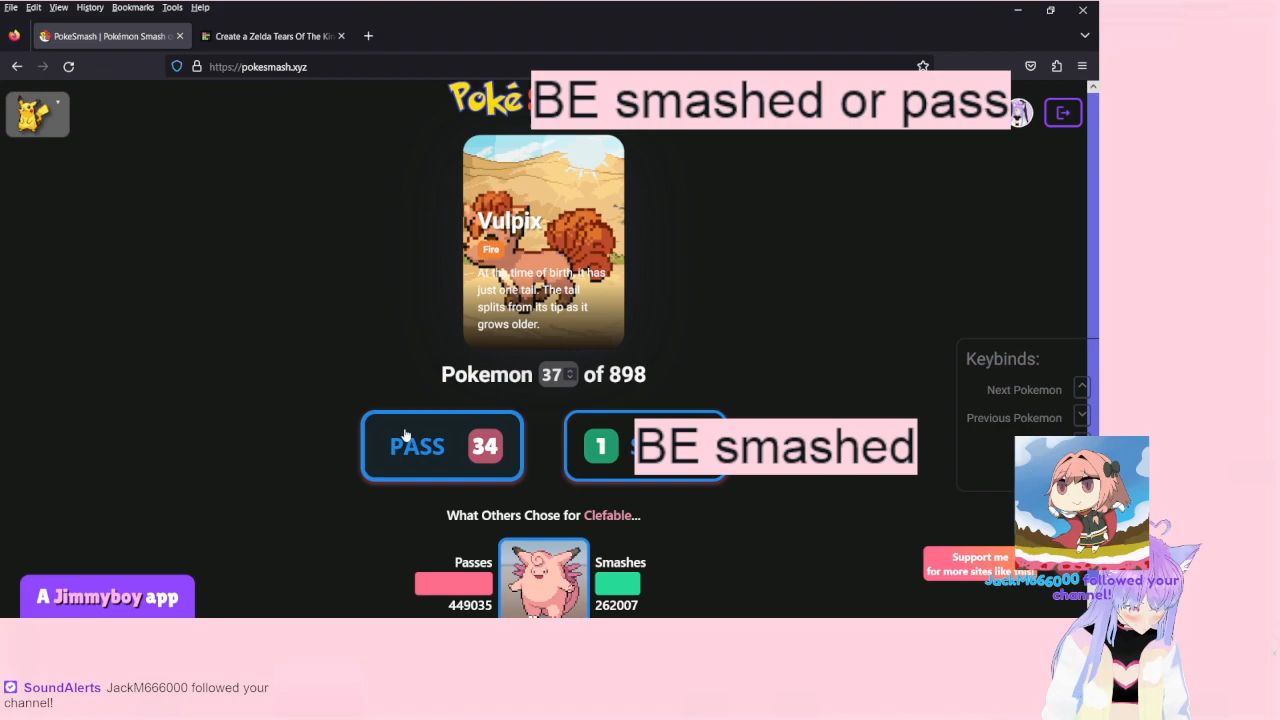 File Edit View History Bookmarks Tools Help
PokeSmash | Pokémon Smash o
Create a Zelda Tears Of The Kin
https://pokesmash.xyz
Poké
BE smashed or pass
Vulpix
Fire
At the time of birth, it has
just one tail. The tail
splits from its tip as it
grows older.
Pokemon 37 of 898
Keybinds:
Next Pokemon
Previous Pokemon
PASS 34
1
BE smashed
What Others Chose for Clefable...
Passes
449035
Smashes
262007
Support me
for more sites like this!
JackM666000 followed your
channel!
A Jimmyboy app
SoundAlerts JackM666000 followed your
channel!